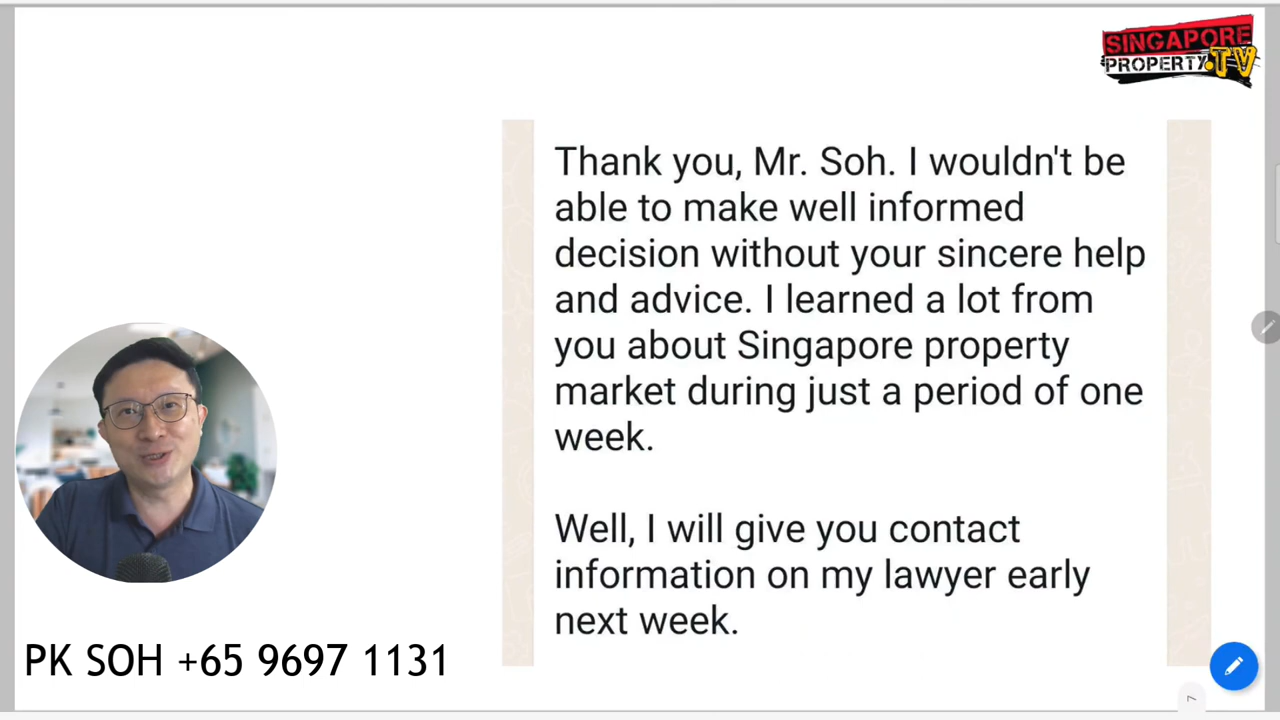 SINGAPORE
PROPERTY.TV
Thank you, Mr. Soh. I wouldn't be
able to make well informed
decision without your sincere help
and advice. I learned a lot from
you about Singapore property
market during just a period of one
week.
Well, I will give you contact
information on my lawyer early
next week.
PK SOH +65 9697 1131
7